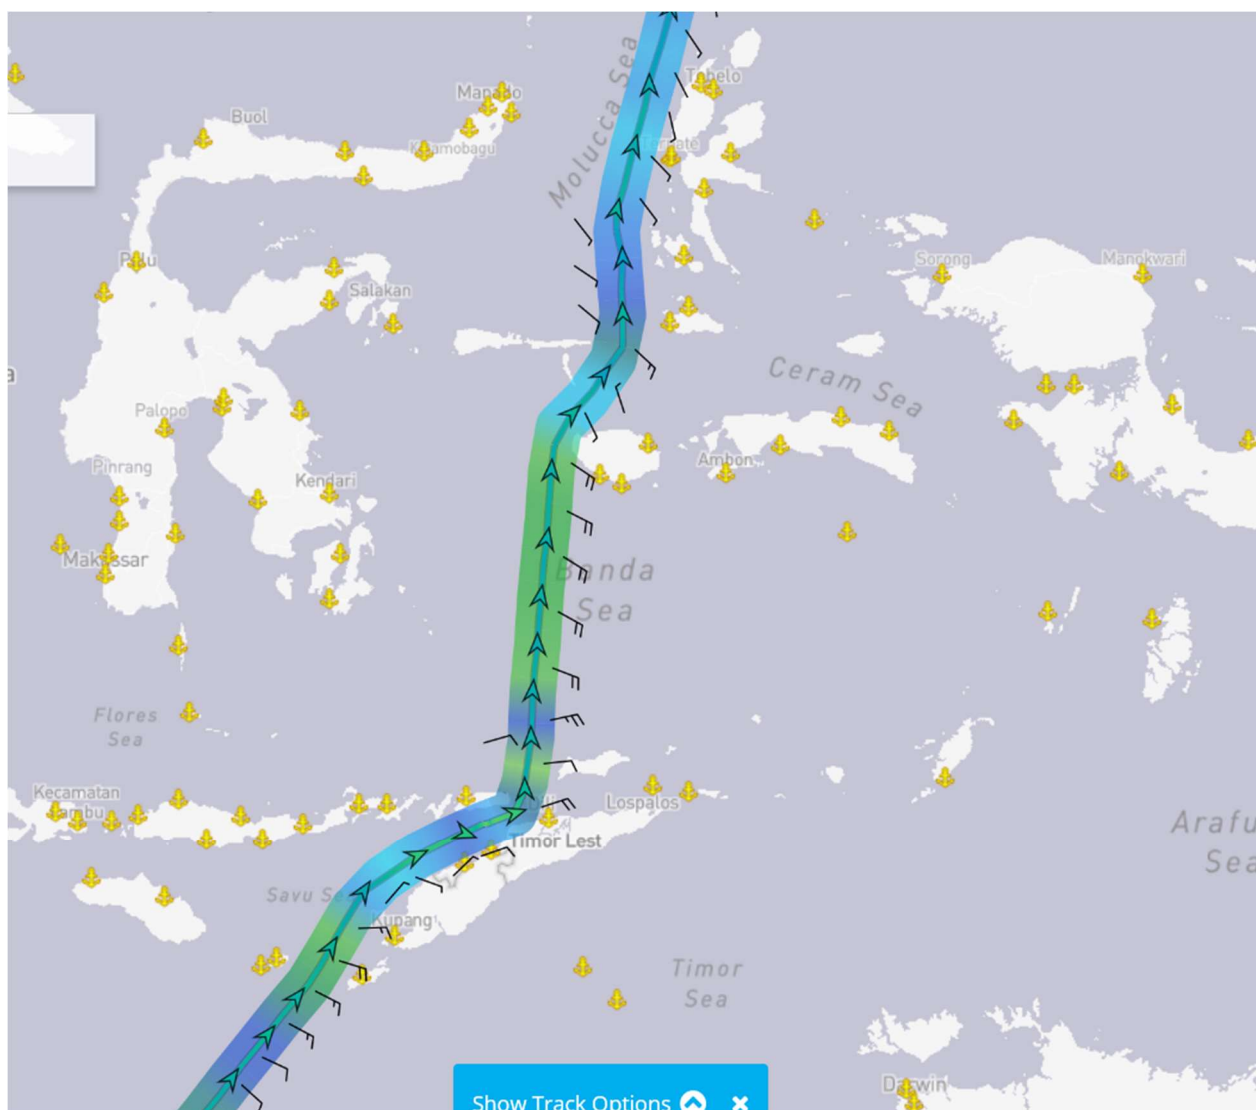 Molucca Sea
Tobelo
Manado
Buol
Kotamobagu
Ternate
Palu
Sorong
Manokwari
Salakan
a
Ceram Sea
Palopo
Pinrang
Ambon
Kendari
Makassar
Banda
Sea
Flores
Sea
Kecamatan
Lospalos
Arafu
Sea
Timor Lest
Savu Se
Kupang
Timor
Sea
Darwin
Show Track Options